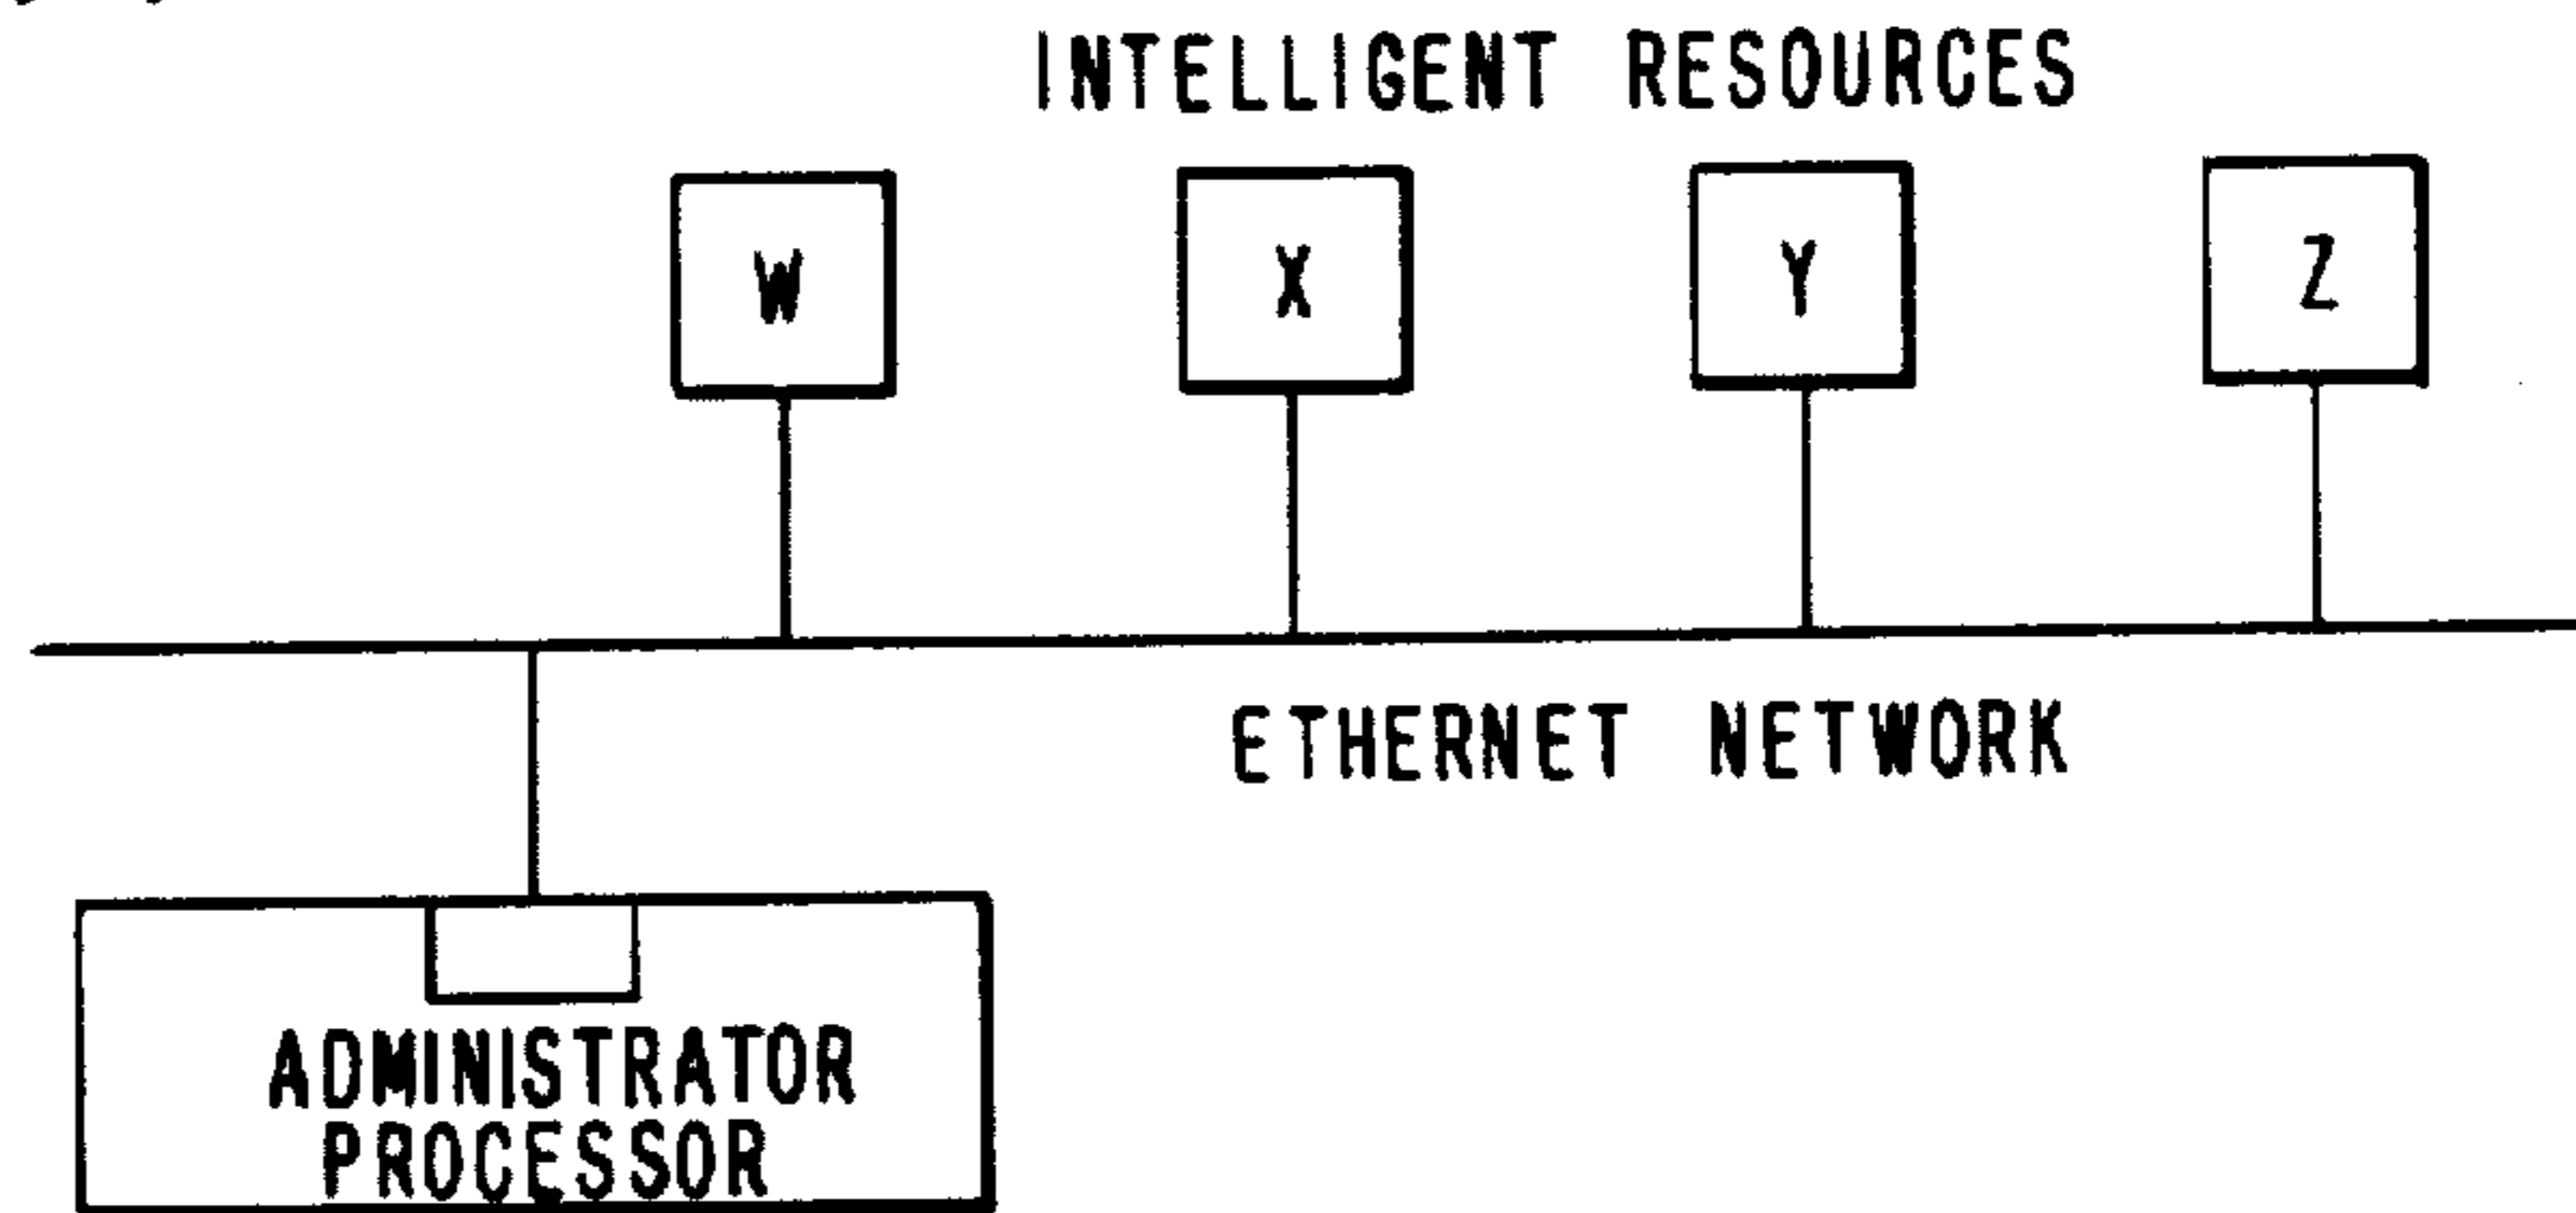 INTELLIGENT RESOURCES
W X Y Z
ETHERNET NETWORK
ADMINISTRATOR
PROCESSOR